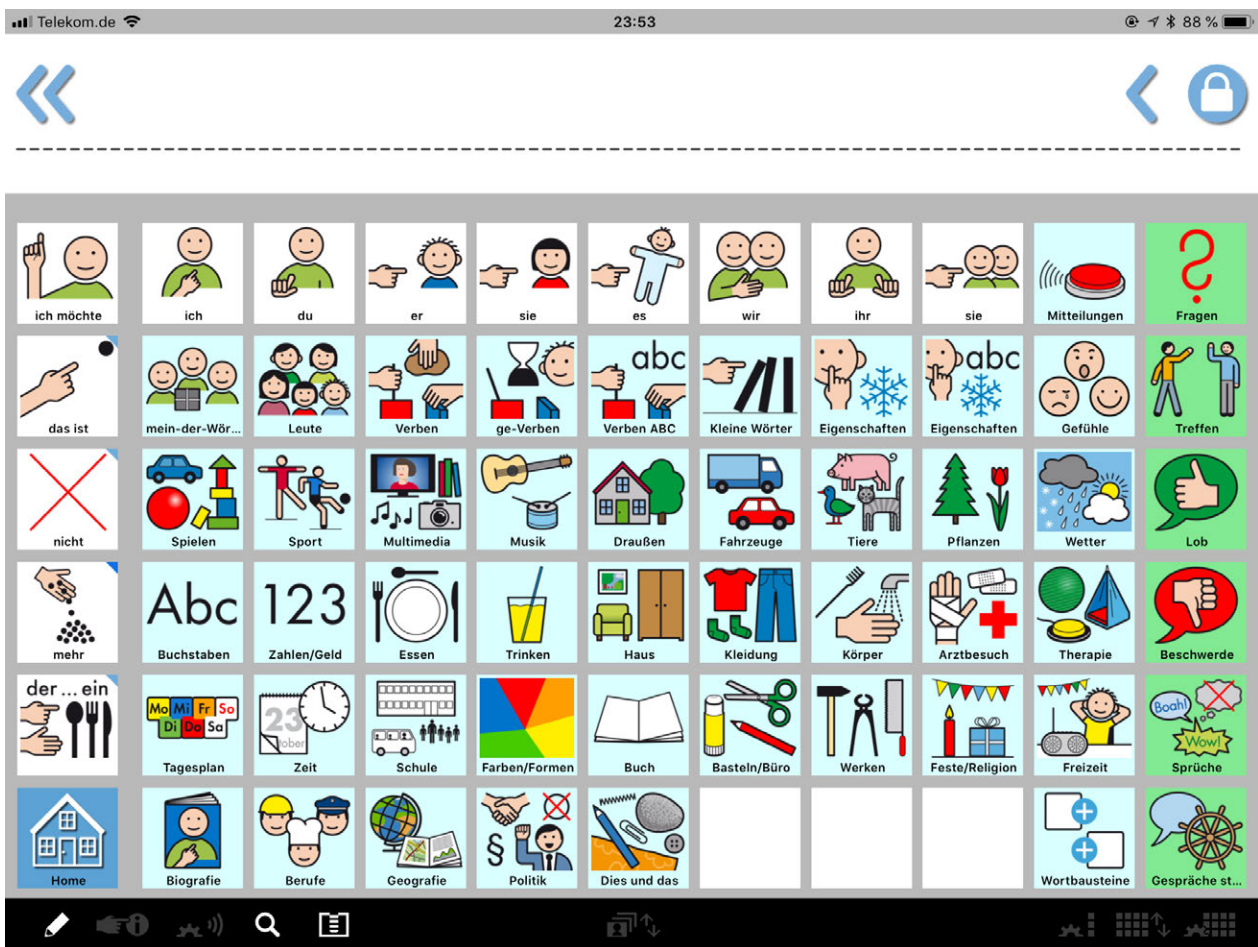 Telekom.de 23:53 88 %
ich möchte ich du er sie es wir ihr sie Mitteilungen Fragen
abc abc
das ist mein-der-Wör... Leute Verben ge-Verben Verben ABC Kleine Wörter Eigenschaften Eigenschaften Gefühle Treffen
nicht Spielen Sport Multimedia Musik Draußen Fahrzeuge Tiere Pflanzen Wetter Lob
Abc 123
mehr Buchstaben Zahlen/Geld Essen Trinken Haus Kleidung Körper Arztbesuch Therapie Beschwerde
der ... ein
Mo Mi Fr So
Di Do Sa
23
tober
Boah!
Wow!
Tagesplan Zeit Schule Farben/Formen Buch Basteln/Büro Werken Feste/Religion Freizeit Sprüche
§
Home Biografie Berufe Geografie Politik Dies und das Wortbausteine Gespräche st...